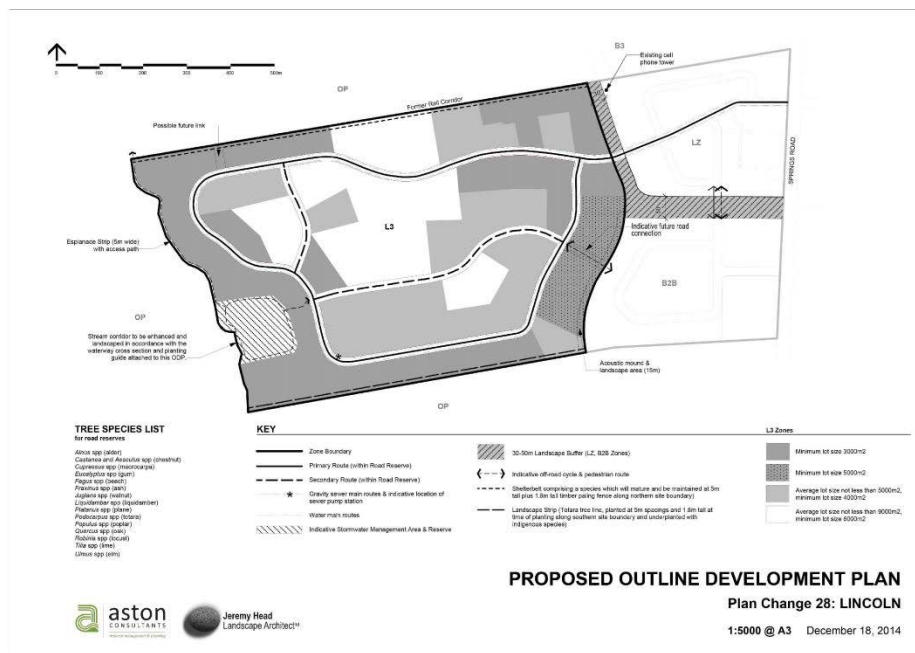 B3
Existing cell
phone tower
OP
Former Rail Corridor
Possible future link
LZ
SPRINGS ROAD
L3
Esplanade Strip (5m wide)
with access path
Indicative future road
connection
B2B
OP
Stream corridor to be enhanced and
landscaped in accordance with the
waterway cross section and planting
guide attached to this ODP.
Acoustic mound &
landscape area (15m)
OP
0 100 200 300 400 500m
TREE SPECIES LIST
for road reserves
Alnus spp (alder)
Castanea and Aesculus spp (chestnut)
Cupressus spp (macrocarpa)
Eucalyptus spp (gum)
Fagus spp (beech)
Fraxinus spp (ash)
Juglans spp (walnut)
Liquidambar spp (liquidamber)
Platanus spp (plane)
Podocarpus spp (totara)
Populus spp (poplar)
Quercus spp (oak)
Robinia spp (locust)
Tilia spp (lime)
Ulmus spp (elm)
KEY
Zone Boundary
Primary Route (within Road Reserve)
Secondary Route (within Road Reserve)
Gravity sewer main routes & indicative location of
sewer pump station
Water main routes
Indicative Stormwater Management Area & Reserve
30-50m Landscape Buffer (LZ, B2B Zones)
Indicative off-road cycle & pedestrian route
Shelterbelt comprising a species which will mature and be maintained at 5m
tall plus 1.8m tall timber paling fence along northern site boundary)
Landscape Strip (Totara tree line, planted at 5m spacings and 1.8m tall at
time of planting along southern site boundary and underplanted with
indigenous species)
L3 Zones
Minimum lot size 3000m2
Minimum lot size 5000m2
Average lot size not less than 5000m2,
minimum lot size 4000m2
Average lot size not less than 9000m2,
minimum lot size 6000m2
PROPOSED OUTLINE DEVELOPMENT PLAN
Plan Change 28: LINCOLN
1:5000 @ A3 December 18, 2014
aston
CONSULTANTS
Jeremy Head
Landscape Architect